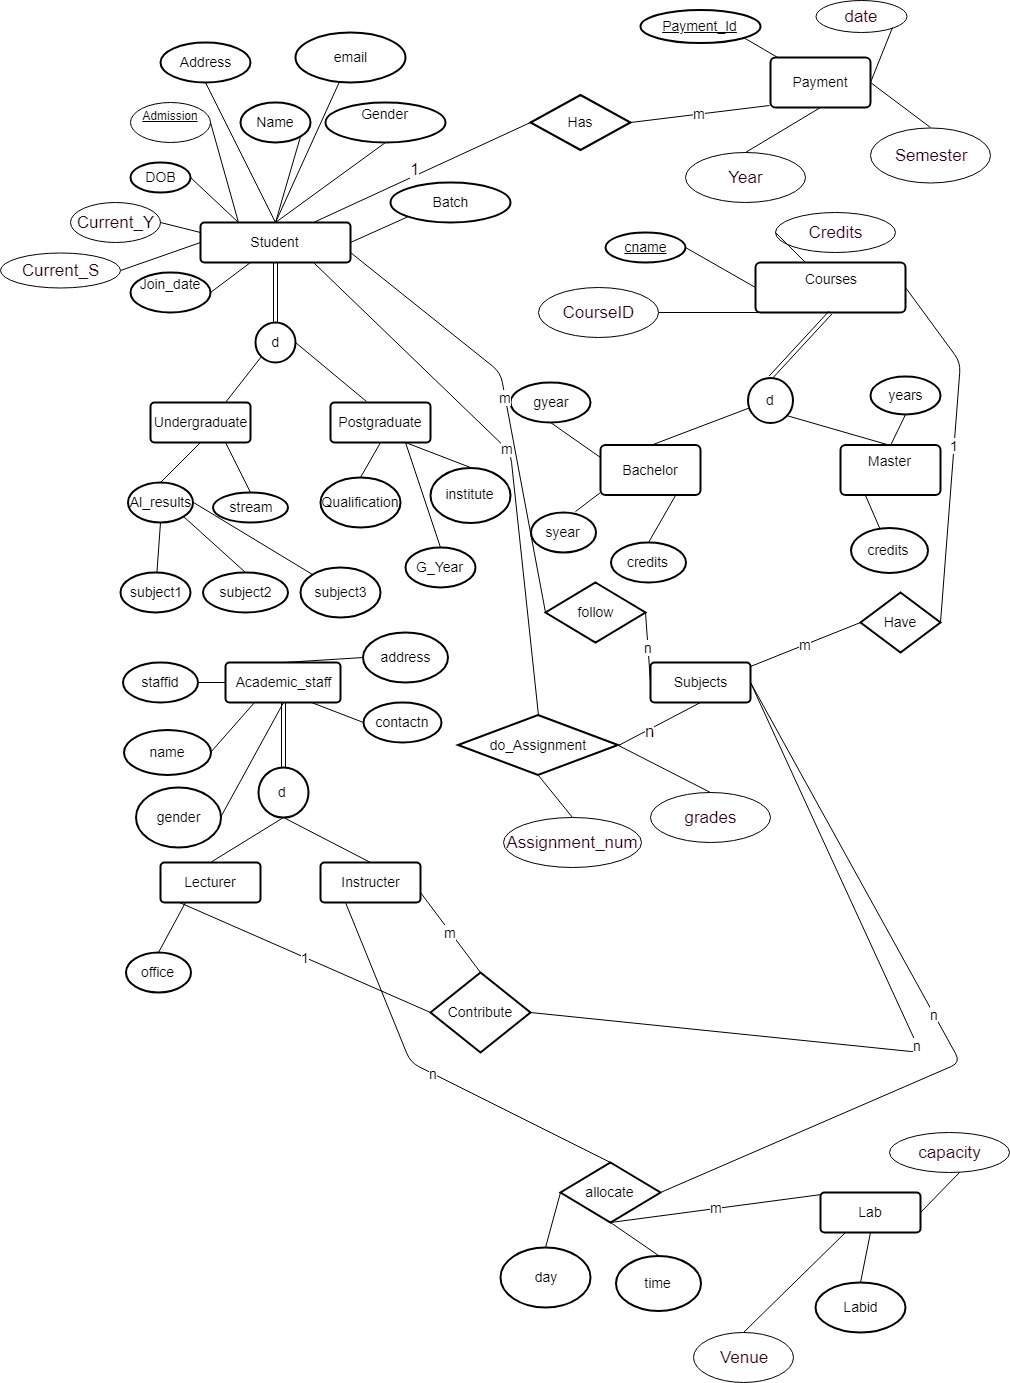 date
Payment_Id
email
Address
Payment
Admission
Name
Gender
Has
m
Semester
1
DOB
Year
Batch
Current_Y
Credits
Student
cname
Current_S
Courses
Join_date
CourseID
d
m
gyear
d
years
Undergraduate
Postgraduate
m
1
Master
Bachelor
AI_results
stream
Qualification
institute
syear
credits
credits
G_Year
subject1
subject2
subject3
follow
Have
n
m
address
staffid
Academic_staff
Subjects
contactn
n
name
do_Assignment
d
gender
grades
Assignment_num
Lecturer
Instructer
m
1
office
Contribute
n
n
n
capacity
allocate
m
Lab
day
time
Labid
Venue